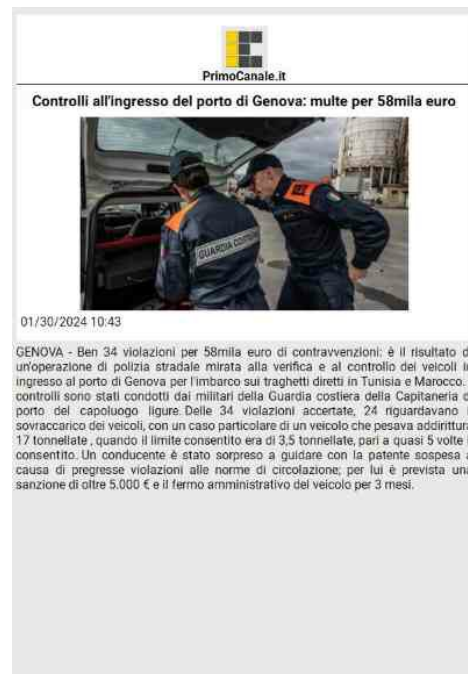 PrimoCanale.it
Controlli all'ingresso del porto di Genova: multe per 58mila euro
GUARDIA COSTIERA
01/30/2024 10:43
GENOVA - Ben 34 violazioni per 58mila euro di contravvenzioni: è il risultato d
un'operazione di polizia stradale mirata alla verifica e al controllo dei veicoli in
ingresso al porto di Genova per l'imbarco sui traghetti diretti in Tunisia e Marocco.
controlli sono stati condotti dai militari della Guardia costiera della Capitaneria d
porto del capoluogo ligure. Delle 34 violazioni accertate, 24 riguardavano i
sovraccarico dei veicoli, con un caso particolare di un veicolo che pesava addirittura
17 tonnellate , quando il limite consentito era di 3,5 tonnellate, pari a quasi 5 volte i
consentito. Un conducente è stato sorpreso a guidare con la patente sospesa a
causa di pregresse violazioni alle norme di circolazione; per lui è prevista una
sanzione di oltre 5.000 € e il fermo amministrativo del veicolo per 3 mesi.